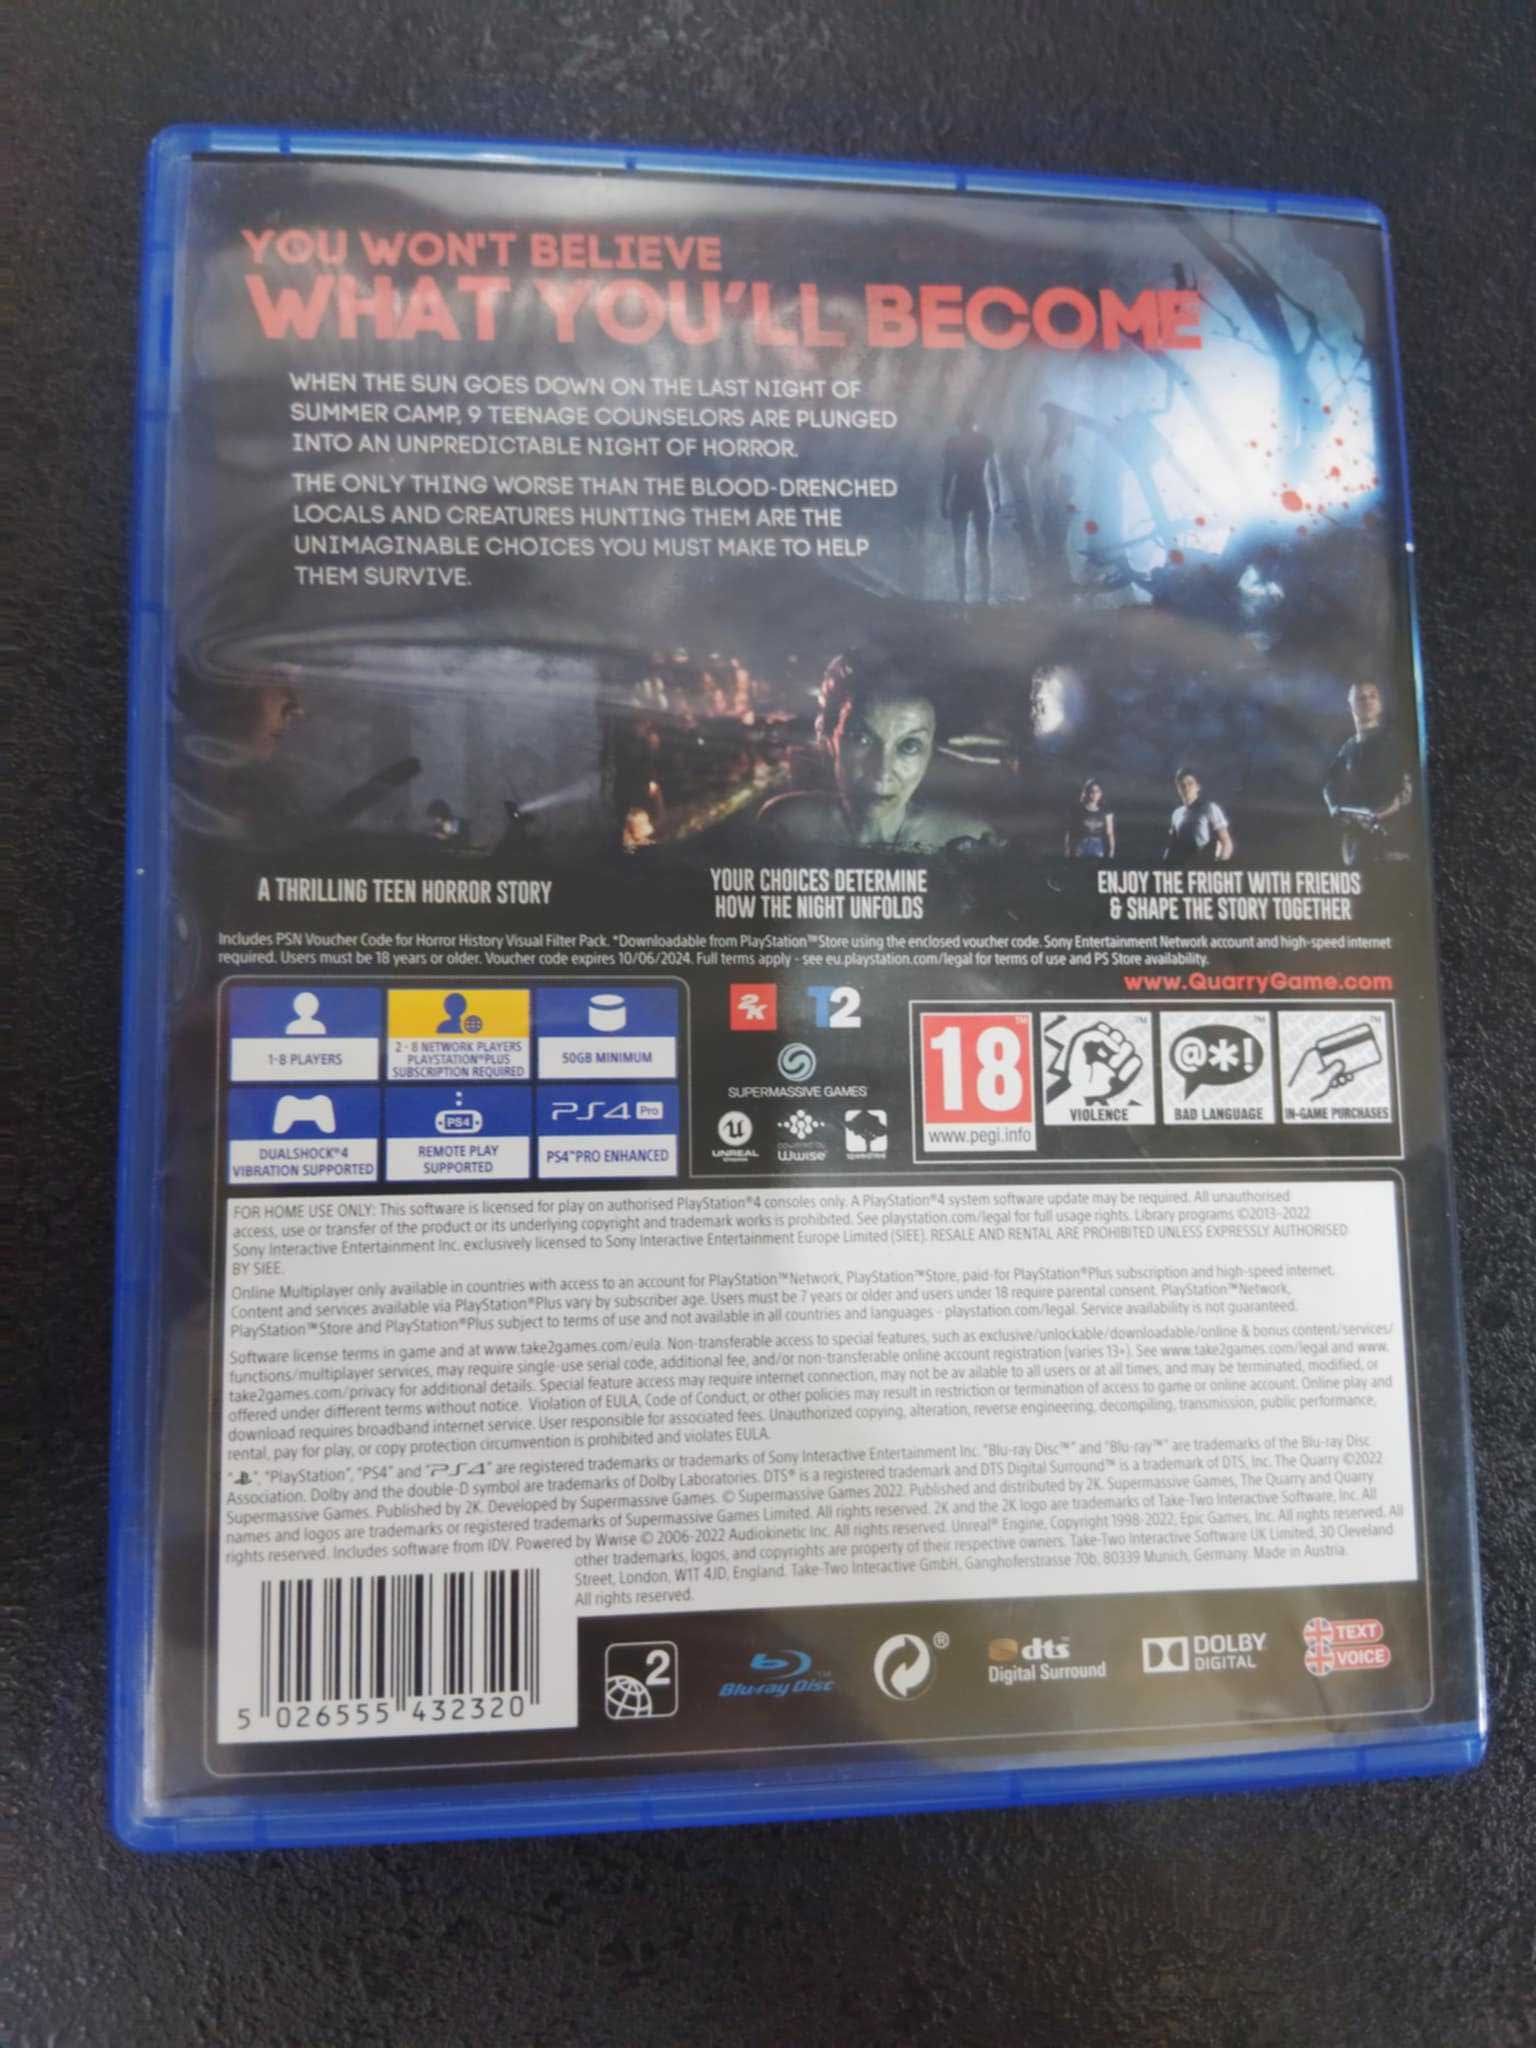 YOU WON'T BELIEVE
WHAT YOU'LL BECOME
WHEN THE SUN GOES DOWN ON THE LAST NIGHT OF
SUMMER CAMP, 9 TEENAGE COUNSELORS ARE PLUNGED
INTO AN UNPREDICTABLE NIGHT OF HORROR.
THE ONLY THING WORSE THAN THE BLOOD-DRENCHED
LOCALS AND CREATURES HUNTING THEM ARE THE
UNIMAGINABLE CHOICES YOU MUST MAKE TO HELP
THEM SURVIVE.
A THRILLING TEEN HORROR STORY
YOUR CHOICES DETERMINE
HOW THE NIGHT UNFOLDS
ENJOY THE FRIGHT WITH FRIENDS
& SHAPE THE STORY TOGETHER
Includes PSN Voucher Code for Horror History Visual Filter Pack. *Downloadable from PlayStation™Store using the enclosed voucher code. Sony Entertainment Network account and high-speed internet
required. Users must be 18 years or older. Voucher code expires 10/06/2024. Full terms apply - see eu.playstation.com/legal for terms of use and PS Store availability.
www.QuarryGame.com
1-8 PLAYERS
2 - 8 NETWORK PLAYERS
PLAYSTATION®PLUS
SUBSCRIPTION REQUIRED
50GB MINIMUM
DUALSHOCK®4
VIBRATION SUPPORTED
PS4
REMOTE PLAY
SUPPORTED
PS4 Pro
PS4™PRO ENHANCED
2K
T2
SUPERMASSIVE GAMES
UNREAL
POWERED BY
Wwise
speedtree
18
www.pegi.info
VIOLENCE
@*!
BAD LANGUAGE
IN-GAME PURCHASES
FOR HOME USE ONLY: This software is licensed for play on authorised PlayStation®4 consoles only. A PlayStation®4 system software update may be required. All unauthorised
access, use or transfer of the product or its underlying copyright and trademark works is prohibited. See playstation.com/legal for full usage rights. Library programs ©2013-2022
Sony Interactive Entertainment Inc. exclusively licensed to Sony Interactive Entertainment Europe Limited (SIEE). RESALE AND RENTAL ARE PROHIBITED UNLESS EXPRESSLY AUTHORISED
BY SIEE.
Online Multiplayer only available in countries with access to an account for PlayStation™Network, PlayStation™Store, paid-for PlayStation®Plus subscription and high-speed internet.
Content and services available via PlayStation®Plus vary by subscriber age. Users must be 7 years or older and users under 18 require parental consent. PlayStation™Network,
PlayStation™Store and PlayStation®Plus subject to terms of use and not available in all countries and languages - playstation.com/legal. Service availability is not guaranteed.
Software license terms in game and at www.take2games.com/eula. Non-transferable access to special features, such as exclusive/unlockable/downloadable/online & bonus content/services/
functions/multiplayer services, may require single-use serial code, additional fee, and/or non-transferable online account registration (varies 13+). See www.take2games.com/legal and www.
take2games.com/privacy for additional details. Special feature access may require internet connection, may not be av ailable to all users or at all times, and may be terminated, modified, or
offered under different terms without notice. Violation of EULA, Code of Conduct, or other policies may result in restriction or termination of access to game or online account. Online play and
download requires broadband internet service. User responsible for associated fees. Unauthorized copying, alteration, reverse engineering, decompiling, transmission, public performance,
rental, pay for play, or copy protection circumvention is prohibited and violates EULA.
" ", "PlayStation", "PS4" and "PS4" are registered trademarks or trademarks of Sony Interactive Entertainment Inc. "Blu-ray Disc™" and "Blu-ray™" are trademarks of the Blu-ray Disc
Association. Dolby and the double-D symbol are trademarks of Dolby Laboratories. DTS® is a registered trademark and DTS Digital Surround™ is a trademark of DTS, Inc. The Quarry ©2022
Supermassive Games. Published by 2K. Developed by Supermassive Games. © Supermassive Games 2022. Published and distributed by 2K. Supermassive Games, The Quarry and Quarry
names and logos are trademarks or registered trademarks of Supermassive Games Limited. All rights reserved. 2K and the 2K logo are trademarks of Take-Two Interactive Software, Inc. All
rights reserved. Includes software from IDV. Powered by Wwise © 2006-2022 Audiokinetic Inc. All rights reserved. Unreal® Engine, Copyright 1998-2022, Epic Games, Inc. All rights reserved. All
other trademarks, logos, and copyrights are property of their respective owners. Take-Two Interactive Software UK Limited, 30 Cleveland
Street, London, W1T 4JD, England. Take-Two Interactive GmbH, Ganghoferstrasse 70b, 80339 Munich, Germany. Made in Austria.
All rights reserved.
5 026555 432320
2
Blu-ray Disc™
®
dts
Digital Surround
DOLBY
DIGITAL
TEXT
VOICE